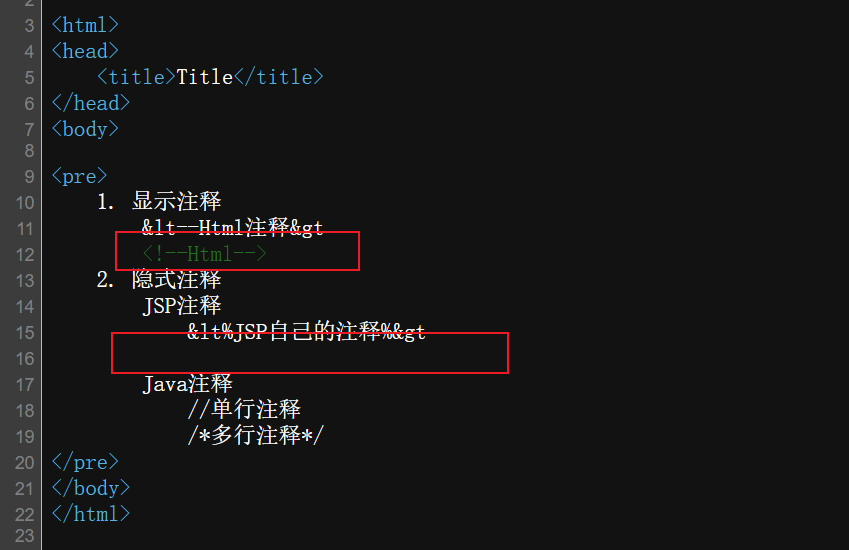 2
3 <html>
4 <head>
5     <title>Title</title>
6 </head>
7 <body>
8
9 <pre>
10     1. 显示注释
11         &lt--Html注释&gt
12         <!--Html-->
13     2. 隐式注释
14         JSP注释
15             &lt%JSP自己的注释%&gt
16
17         Java注释
18             //单行注释
19             /*多行注释*/
20 </pre>
21 </body>
22 </html>
23